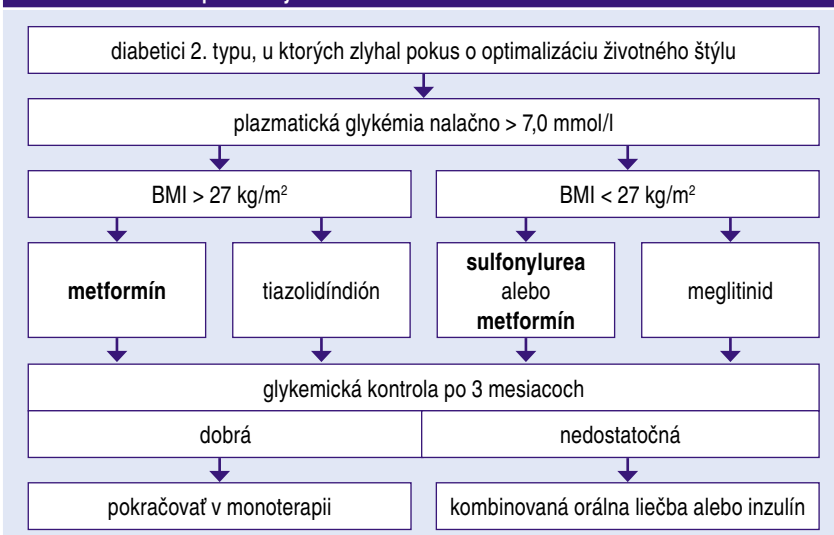 diabetici 2. typu, u ktorých zlyhal pokus o optimalizáciu životného štýlu
plazmatická glykémia nalačno > 7,0 mmol/l
BMI > 27 kg/m²
BMI < 27 kg/m²
metformín
tiazolidíndión
sulfonylurea
alebo
metformín
meglitinid
glykemická kontrola po 3 mesiacoch
dobrá
nedostatočná
pokračovať v monoterapii
kombinovaná orálna liečba alebo inzulín